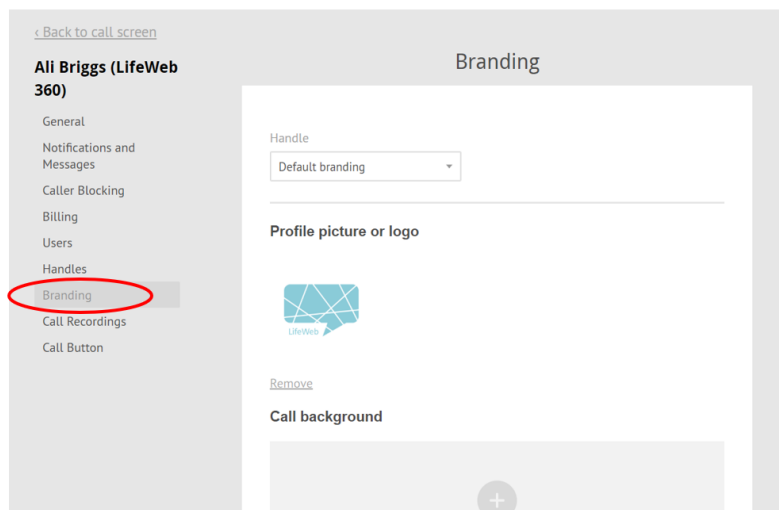 ‹ Back to call screen
Ali Briggs (LifeWeb
360)
General
Notifications and
Messages
Caller Blocking
Billing
Users
Handles
Branding
Call Recordings
Call Button
Branding
Handle
Default branding
Profile picture or logo
LifeWeb
Remove
Call background